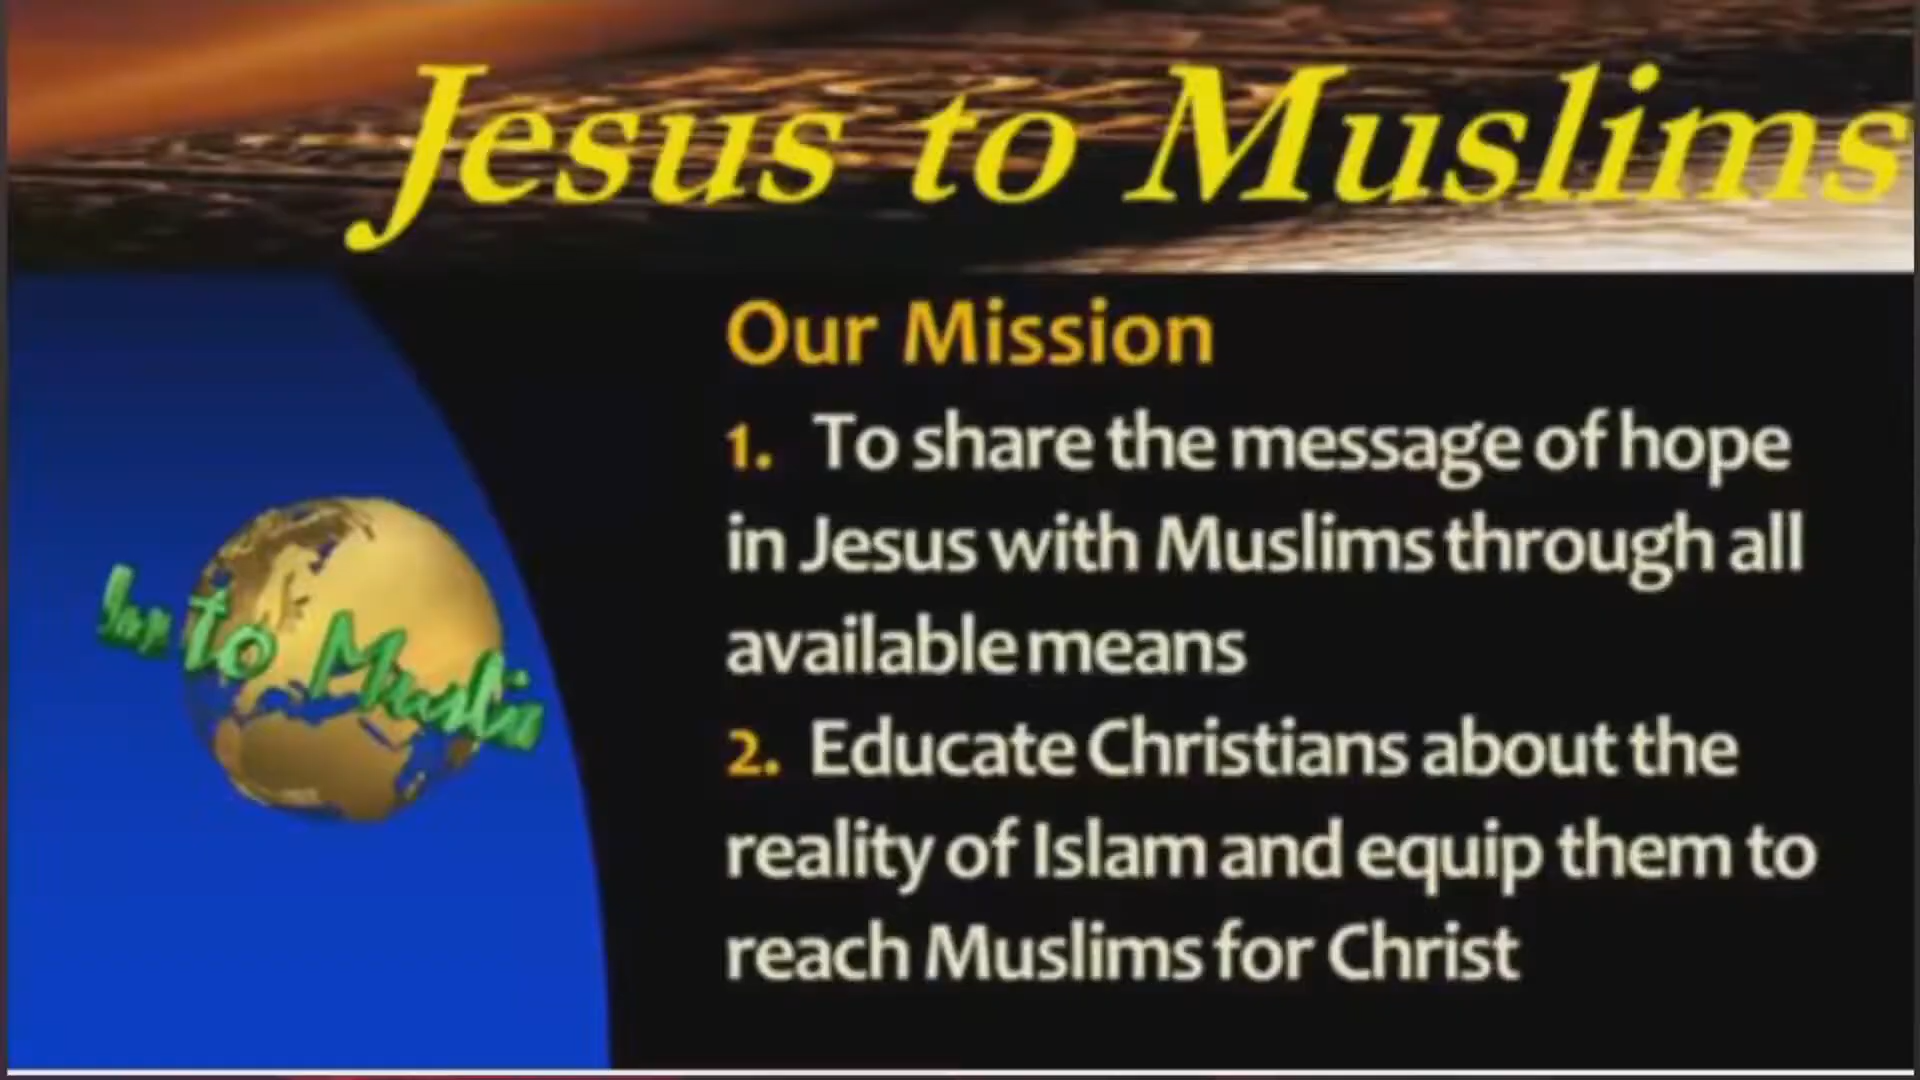 Jesus to Muslims
Our Mission
1. To share the message of hope
in Jesus with Muslims through all
available means
2. Educate Christians about the
reality of Islam and equip them to
reach Muslims for Christ
to